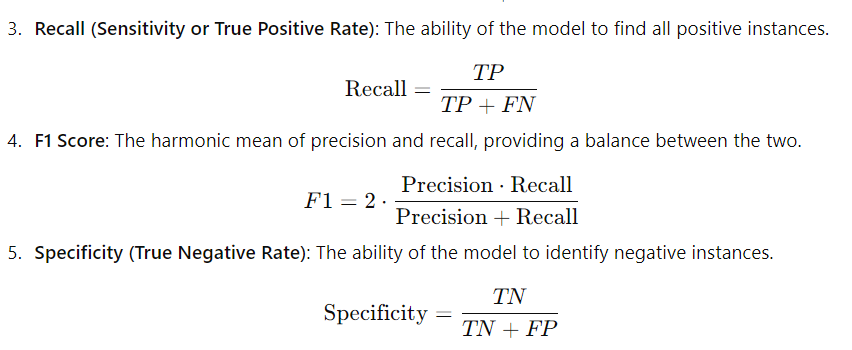 3. Recall (Sensitivity or True Positive Rate): The ability of the model to find all positive instances.
Recall = TP / TP + FN
4. F1 Score: The harmonic mean of precision and recall, providing a balance between the two.
F1 = 2 · Precision · Recall / Precision + Recall
5. Specificity (True Negative Rate): The ability of the model to identify negative instances.
Specificity = TN / TN + FP